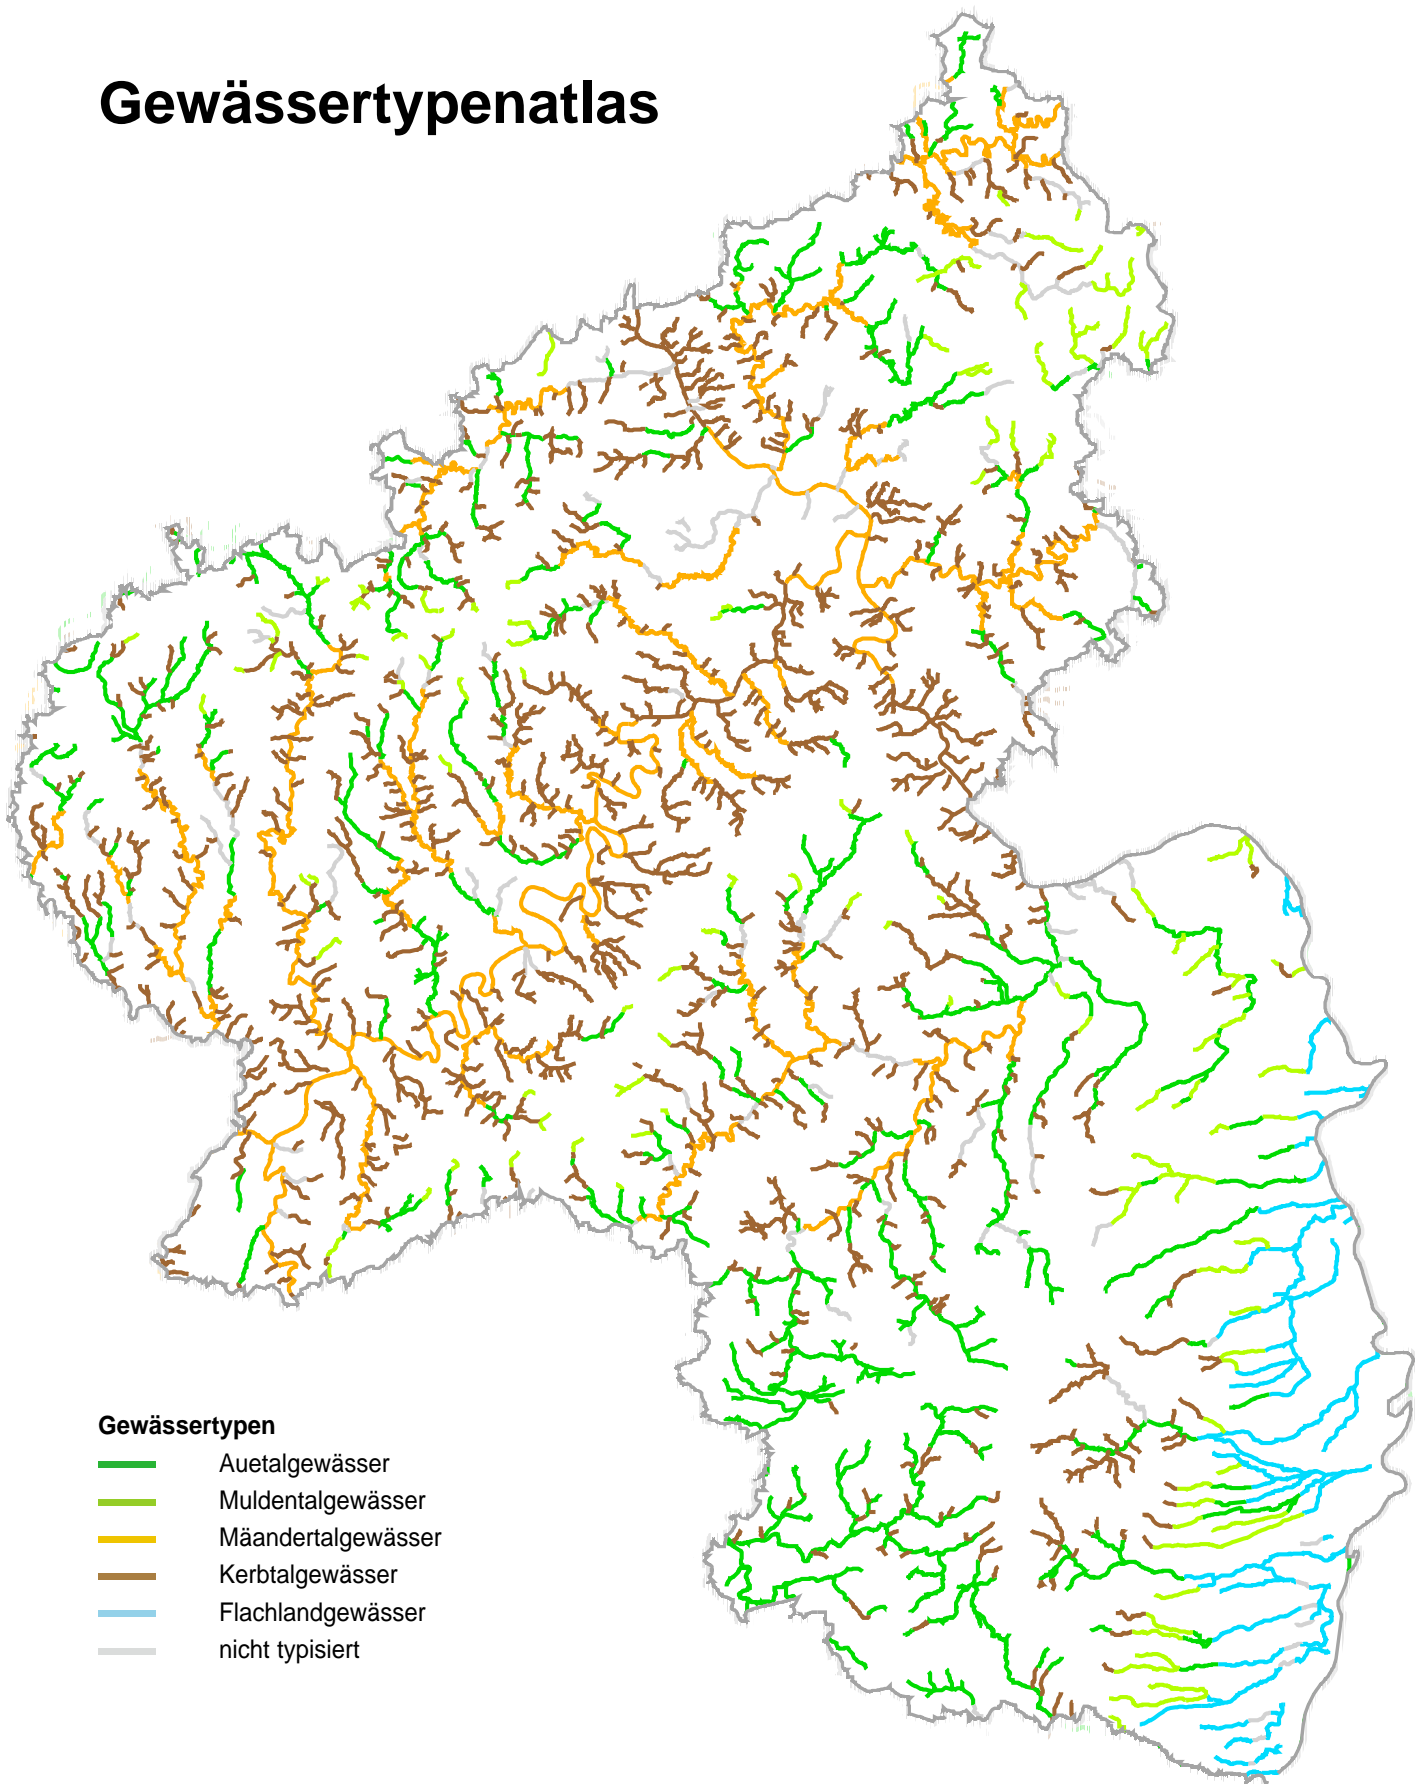 Gewässertypenatlas
Gewässertypen
Auetalgewässer
Muldentalgewässer
Mäandertalgewässer
Kerbtalgewässer
Flachlandgewässer
nicht typisiert